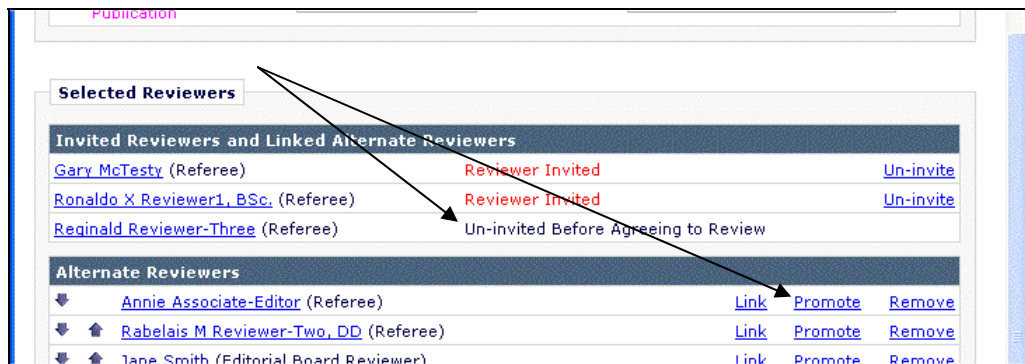 Publication
Selected Reviewers
Invited Reviewers and Linked Alternate Reviewers
Gary McTesty (Referee) Reviewer Invited Un-invite
Ronaldo X Reviewer1, BSc. (Referee) Reviewer Invited Un-invite
Reginald Reviewer-Three (Referee) Un-invited Before Agreeing to Review
Alternate Reviewers
Annie Associate-Editor (Referee) Link Promote Remove
Rabelais M Reviewer-Two, DD (Referee) Link Promote Remove
Jane Smith (Editorial Board Reviewer) Link Promote Remove